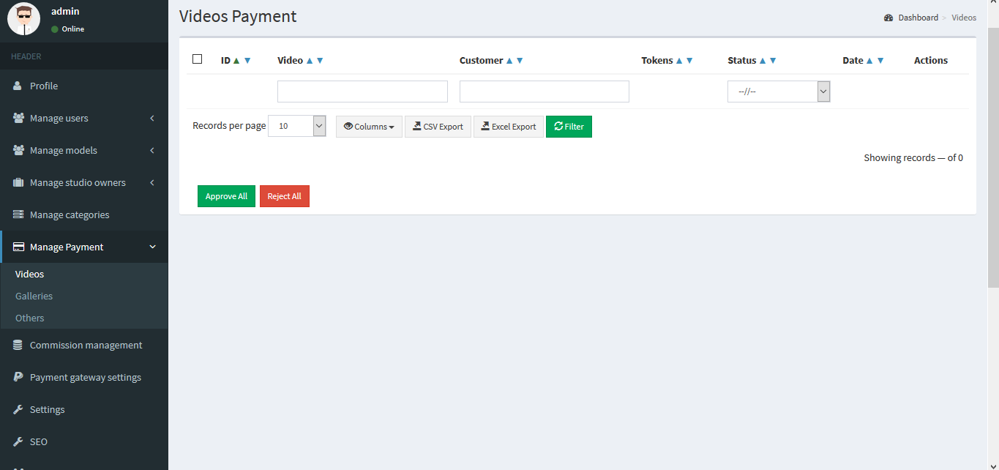 admin
Online
HEADER
Profile
Manage users
Manage models
Manage studio owners
Manage categories
Manage Payment
Videos
Galleries
Others
Commission management
Payment gateway settings
Settings
SEO
Videos Payment
Dashboard > Videos
ID Video Customer Tokens Status Date Actions
--//--
Records per page 10 Columns CSV Export Excel Export Filter
Showing records — of 0
Approve All Reject All